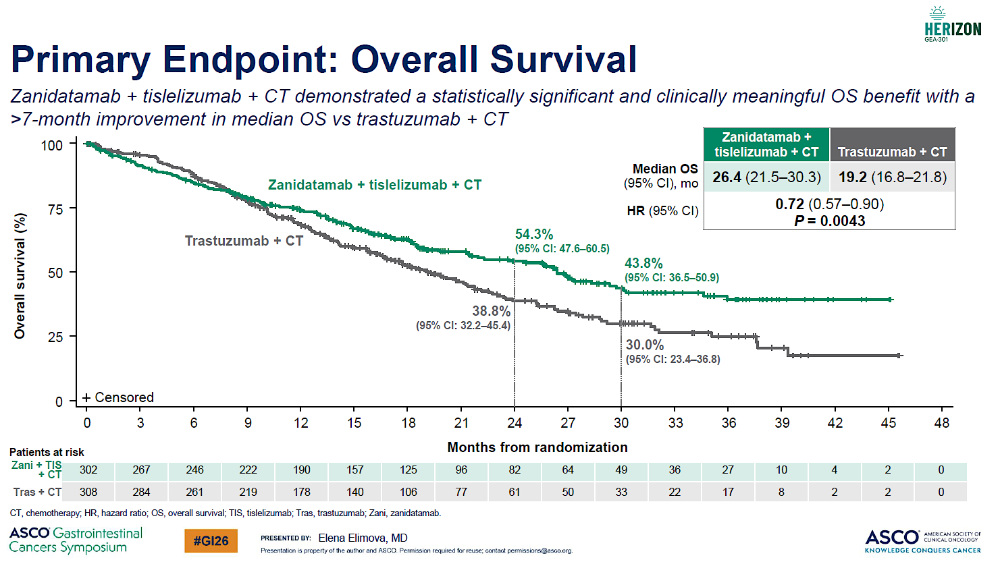 HERIZON
GEA-301
Primary Endpoint: Overall Survival
Zanidatamab + tislelizumab + CT demonstrated a statistically significant and clinically meaningful OS benefit with a
>7-month improvement in median OS vs trastuzumab + CT
Zanidatamab +
tislelizumab + CT
Trastuzumab + CT
Median OS
(95% CI), mo
26.4 (21.5–30.3)
19.2 (16.8–21.8)
HR (95% CI)
0.72 (0.57–0.90)
P = 0.0043
Overall survival (%)
100
75
50
25
0
Zanidatamab + tislelizumab + CT
Trastuzumab + CT
54.3%
(95% CI: 47.6–60.5)
43.8%
(95% CI: 36.5–50.9)
38.8%
(95% CI: 32.2–45.4)
30.0%
(95% CI: 23.4–36.8)
+ Censored
0 3 6 9 12 15 18 21 24 27 30 33 36 39 42 45 48
Months from randomization
Patients at risk
Zani + TIS
+ CT
302 267 246 222 190 157 125 96 82 64 49 36 27 10 4 2 0
Tras + CT 308 284 261 219 178 140 106 77 61 50 33 22 17 8 2 2 0
CT, chemotherapy; HR, hazard ratio; OS, overall survival; TIS, tislelizumab; Tras, trastuzumab; Zani, zanidatamab.
ASCO Gastrointestinal
Cancers Symposium
#GI26
PRESENTED BY: Elena Elimova, MD
Presentation is property of the author and ASCO. Permission required for reuse; contact permissions@asco.org.
ASCO AMERICAN SOCIETY OF
CLINICAL ONCOLOGY
KNOWLEDGE CONQUERS CANCER